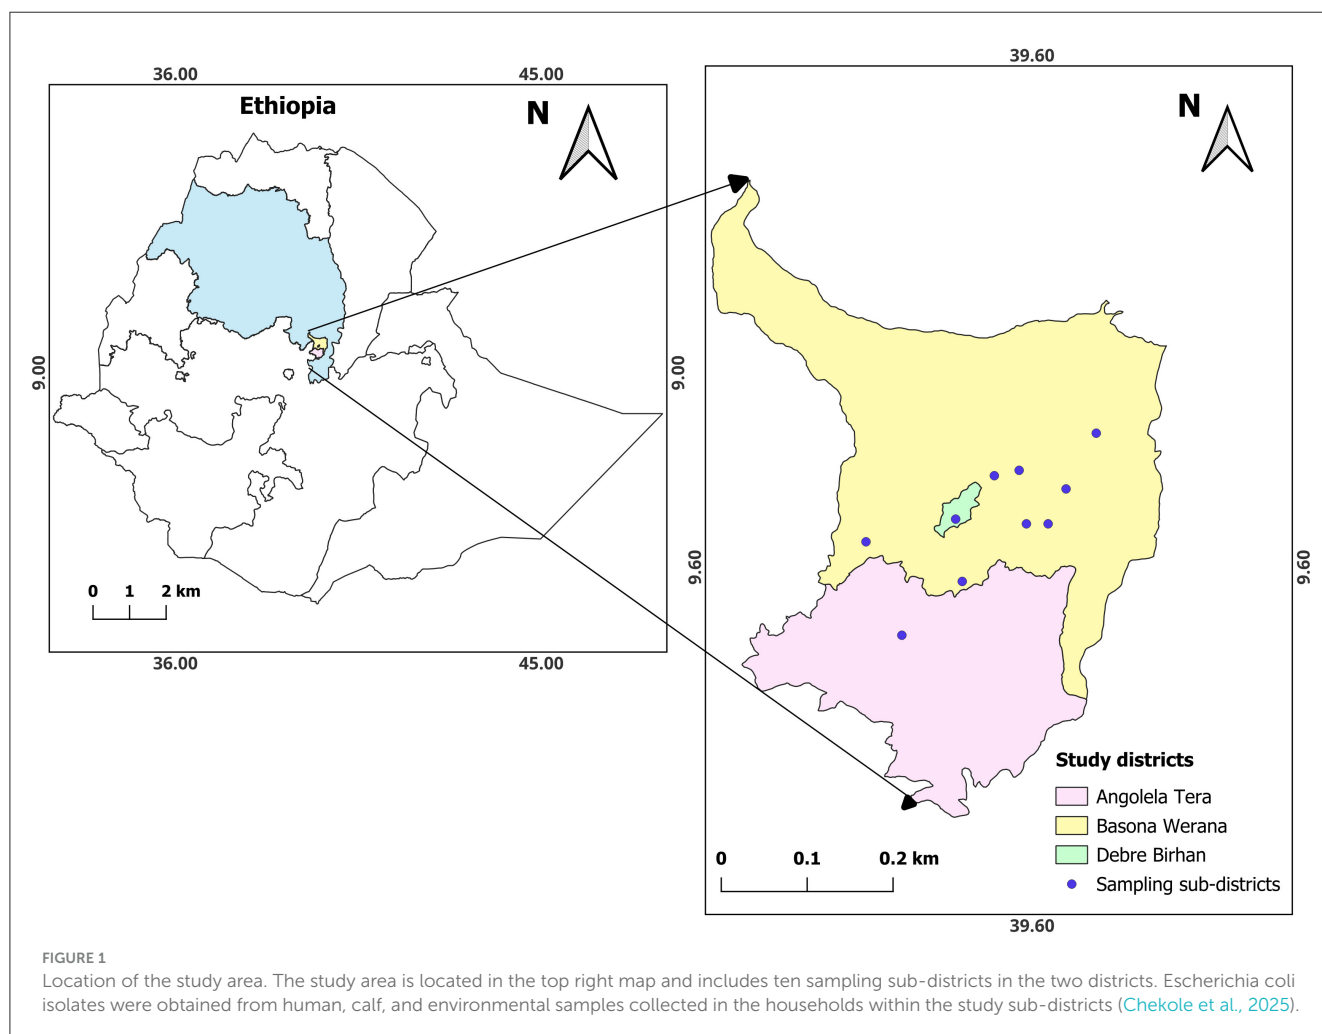 36.00
45.00
Ethiopia
N
9.00
9.00
0 1 2 km
36.00
45.00
39.60
N
9.60
9.60
Study districts
Angolela Tera
Basona Werana
Debre Birhan
Sampling sub-districts
0 0.1 0.2 km
39.60
FIGURE 1
Location of the study area. The study area is located in the top right map and includes ten sampling sub-districts in the two districts. Escherichia coli
isolates were obtained from human, calf, and environmental samples collected in the households within the study sub-districts (Chekole et al., 2025).